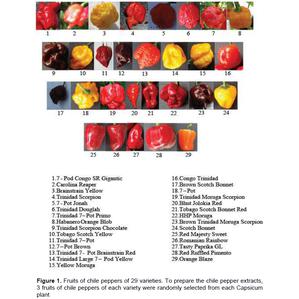 1 2 3 4 5 6 7 8
9 10 11 12 13 14 15 16
17 18 19 20 21 22 23 24
25 26 27 28 29
1.7 - Pod Congo SR Gigantic
2.Carolina Reaper
3.Brainstrain Yellow
4.Trinidad Scorpion
5.7 - Pot Jonah
6.Trinidad Douglah
7.Trinidad 7- Pot Primo
8.Habanero Orange Blob
9.Trinidad Scorpion Chocolate
10.Tobago Scotch Yellow
11.Trinidad 7- Pot
12.7 - Pot Brown
13.Trinidad 7- Pot Brainstrain Red
14.Trinidad Large 7 - Pod Yellow
15.Yellow Moruga
16.Congo Trinidad
17.Brown Scotch Bonnet
18.7 - Pot
19.Trinidad Moruga Scorpion
20.Bhut Jolokia Red
21.Tobago Scotch Bonnet Red
22.HHP Moruga
23.Brown Trinidad Moruga Scorpion
24.Scotch Bonnet
25.Red Majesty Sweet
26.Romanian Rainbow
27.Tasty Paprika GL
28.Red Ruffled Pimento
29.Orange Blaze
Figure 1. Fruits of chile peppers of 29 varieties. To prepare the chile pepper extracts,
3 fruits of chile peppers of each variety were randomly selected from each Capsicum
plant